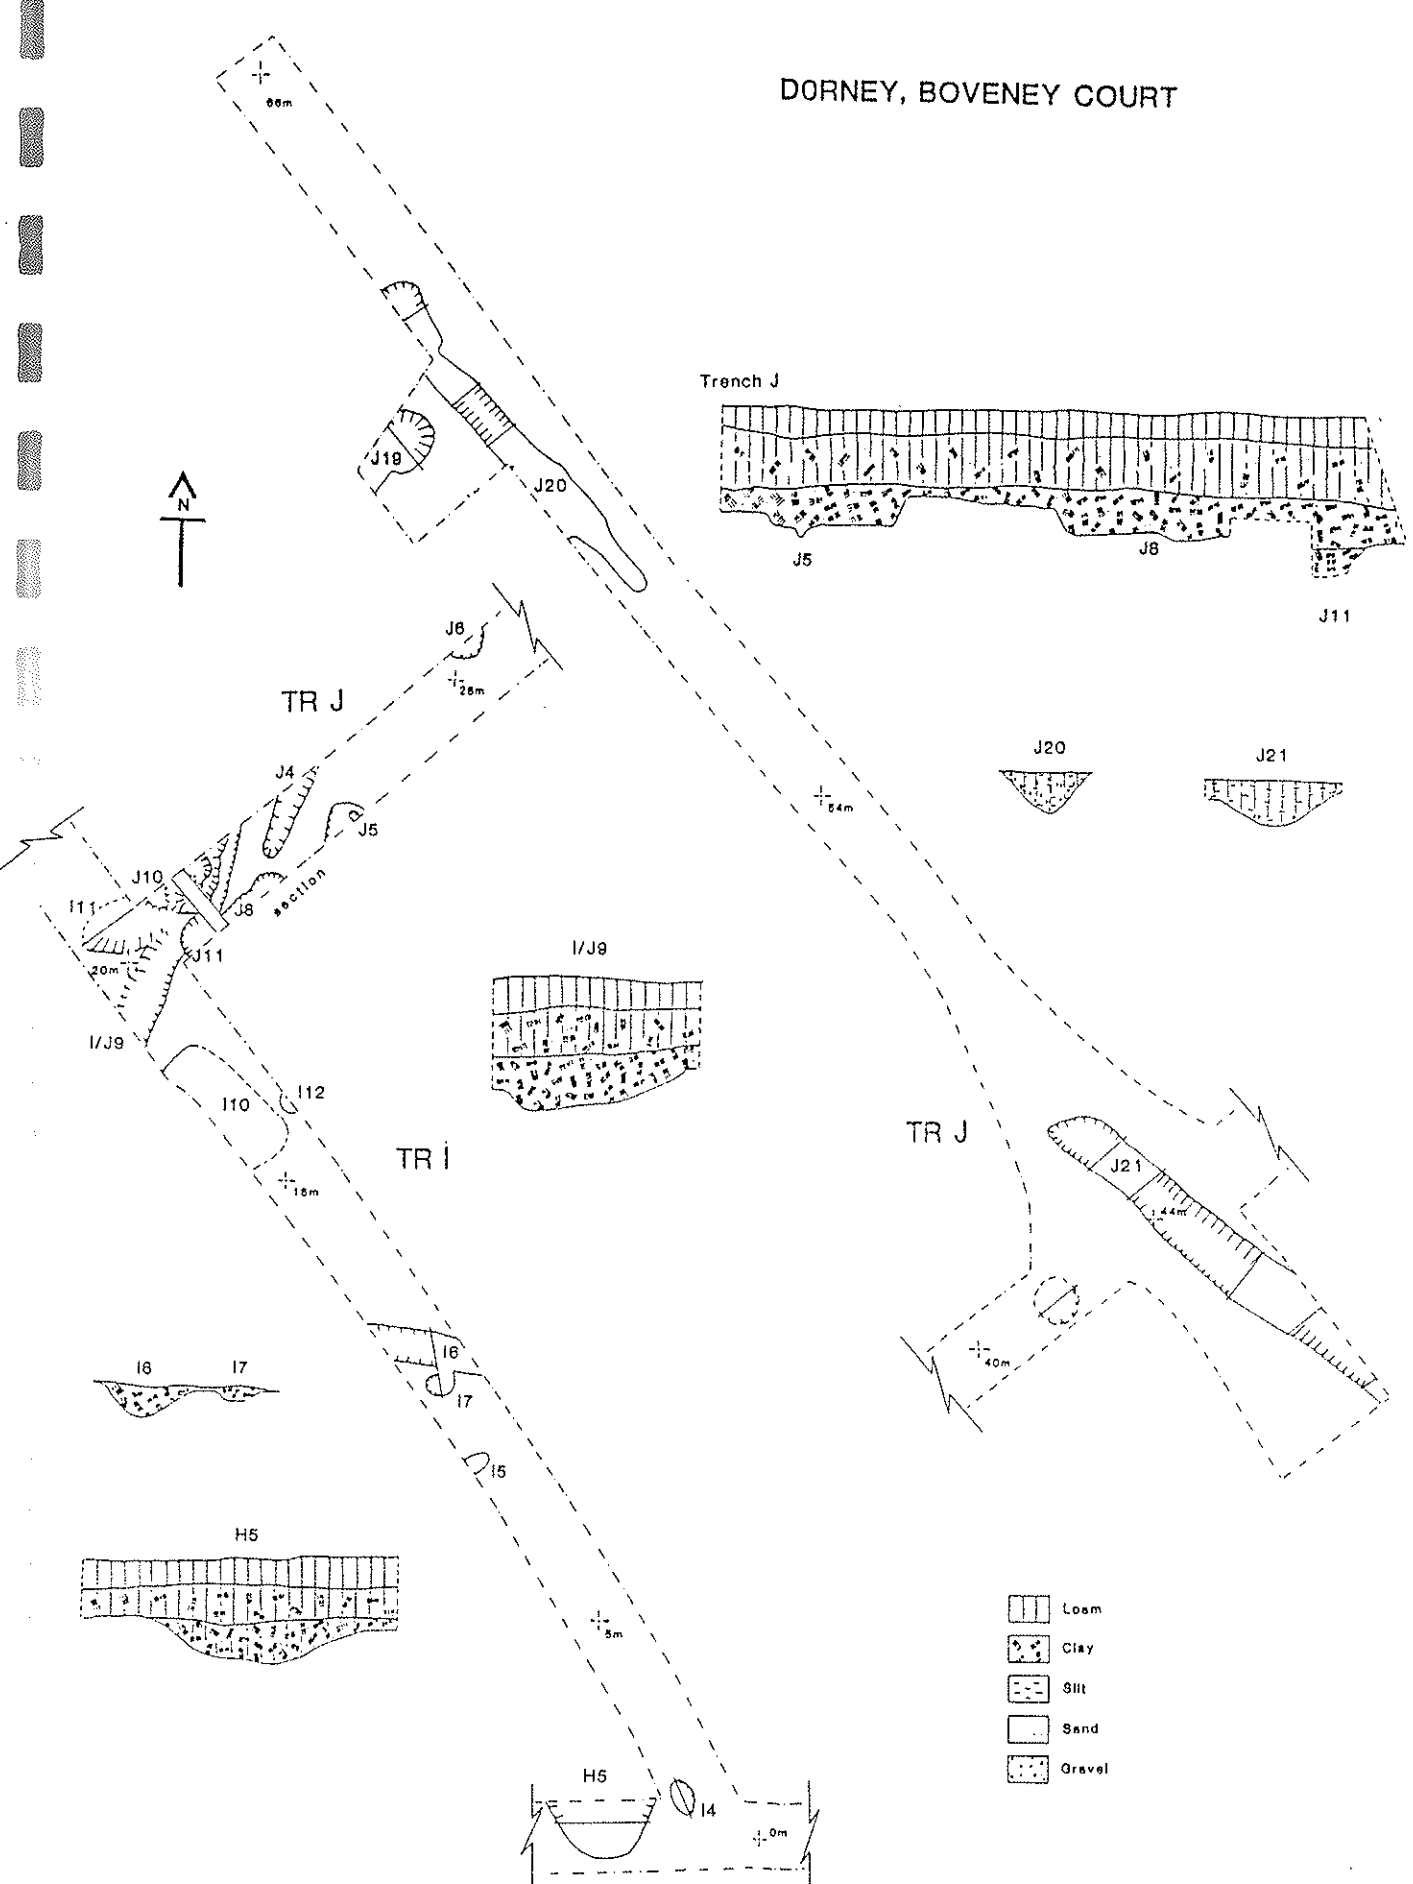 DORNEY, BOVENEY COURT
66m
Trench J
J19
J20
N
J5
J8
J11
J6
28m
TR J
J20
J21
J4
54m
J5
J10
section
I11
J8
J11
I/J9
20m
I/J9
I12
I10
TR I
TR J
J21
16m
44m
I6
40m
I6
I7
I7
I5
H5
Loam
Clay
5m
Silt
Sand
Gravel
H5
I4
0m